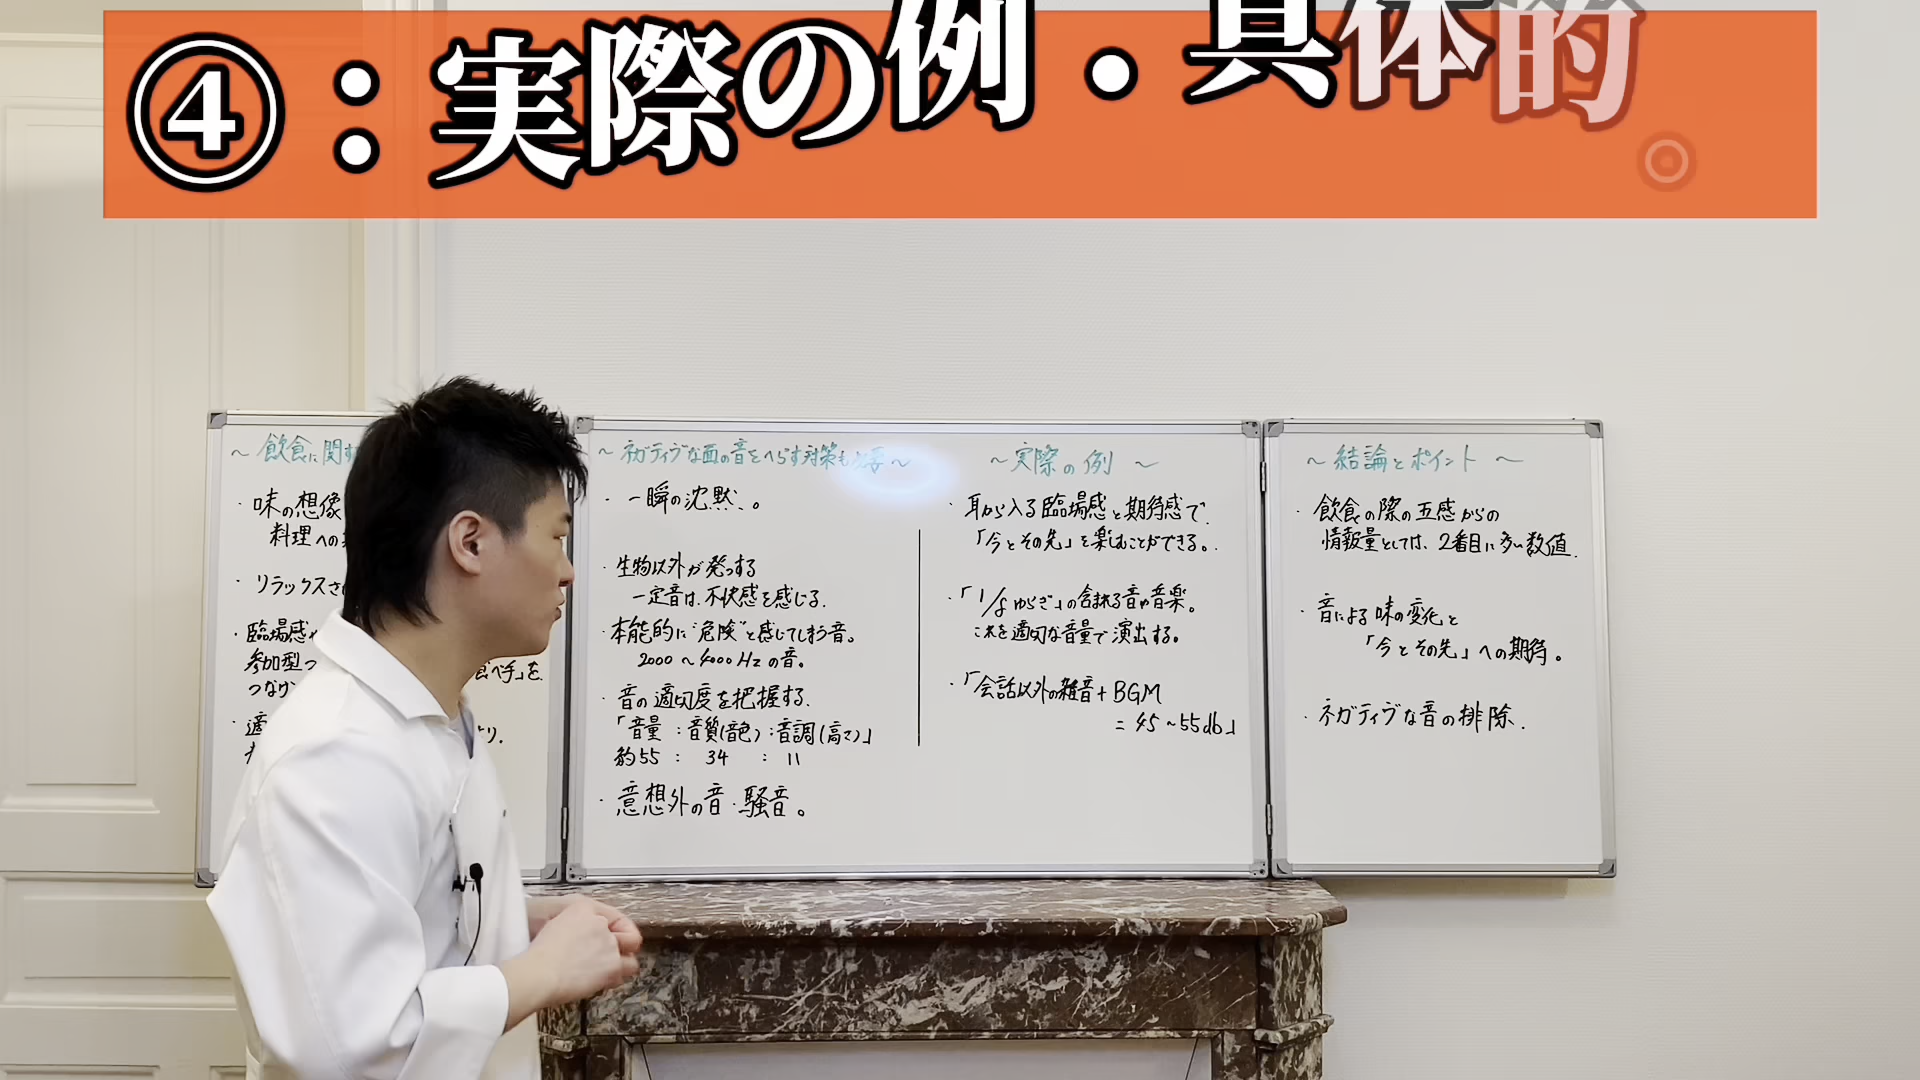 ④：実際の例．具体的。
～飲食に関す
・味の想像
料理への
・リラックスさ
・臨場感や
参加型つ
食べ手」を
つなげ
・適
り．
～ネガティブな面の音をへらす対策も必要～
・一瞬の沈黙．。
・生物以外が発っする
一定音は．不快感を感じる．
・本能的に"危険"と感じてしまう音。
2000～4000Hzの音。
・音の適切度を把握する．
「音量：音質(音色)：音調(高さ)」
約55 ： 34 ： 11
・意想外の音・騒音。
～実際の例～
・耳から入る臨場感と期待感で．
「今とその先」を楽しむことができる。．
・「1/fゆらぎ」の含まれる音や音楽。
これを適切な音量で演出する。
・「会話以外の雑音＋BGM
＝45～55db」
～結論とポイント～
・飲食の際の五感からの
情報量としては、2番目に多い数値．
・音による味の変化と
「今とその先」への期待。
・ネガティブな音の排除．